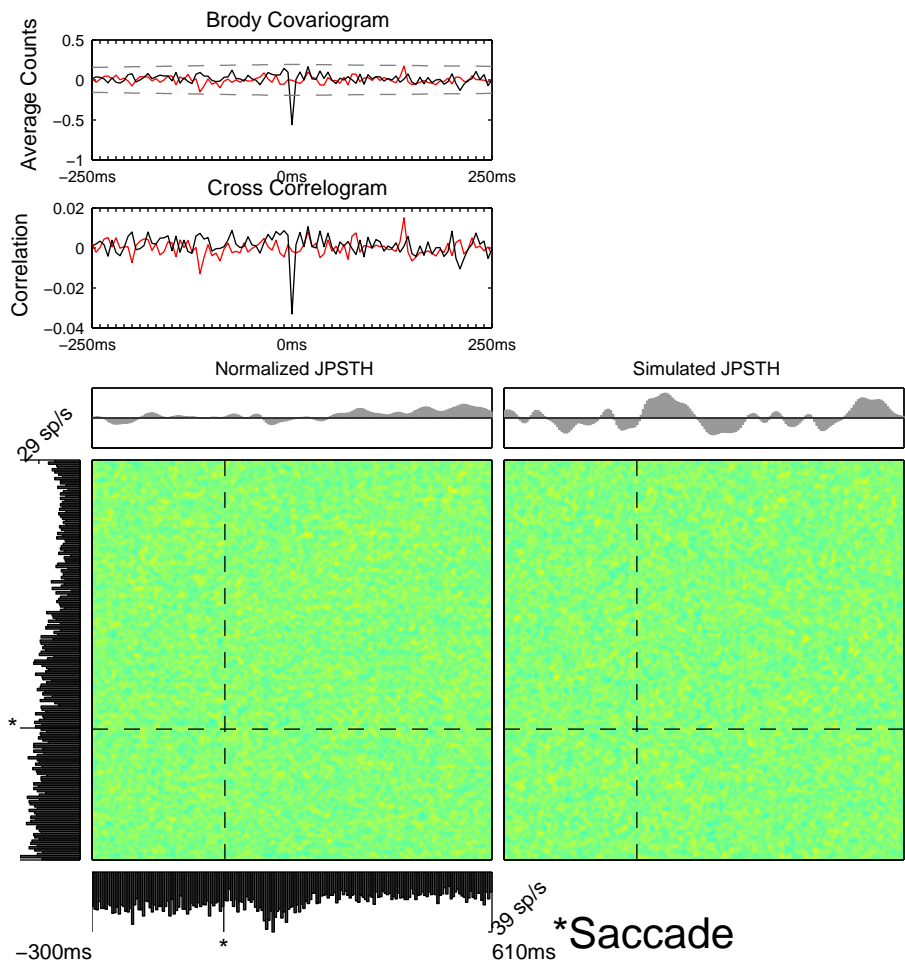 Brody Covariogram
Average Counts
0.5
0
−0.5
−1
−250ms
0ms
250ms
Cross Correlogram
Correlation
0.02
0
−0.02
−0.04
−250ms
0ms
250ms
Normalized JPSTH
Simulated JPSTH
29 sp/s
*
*
39 sp/s
*Saccade
−300ms
610ms